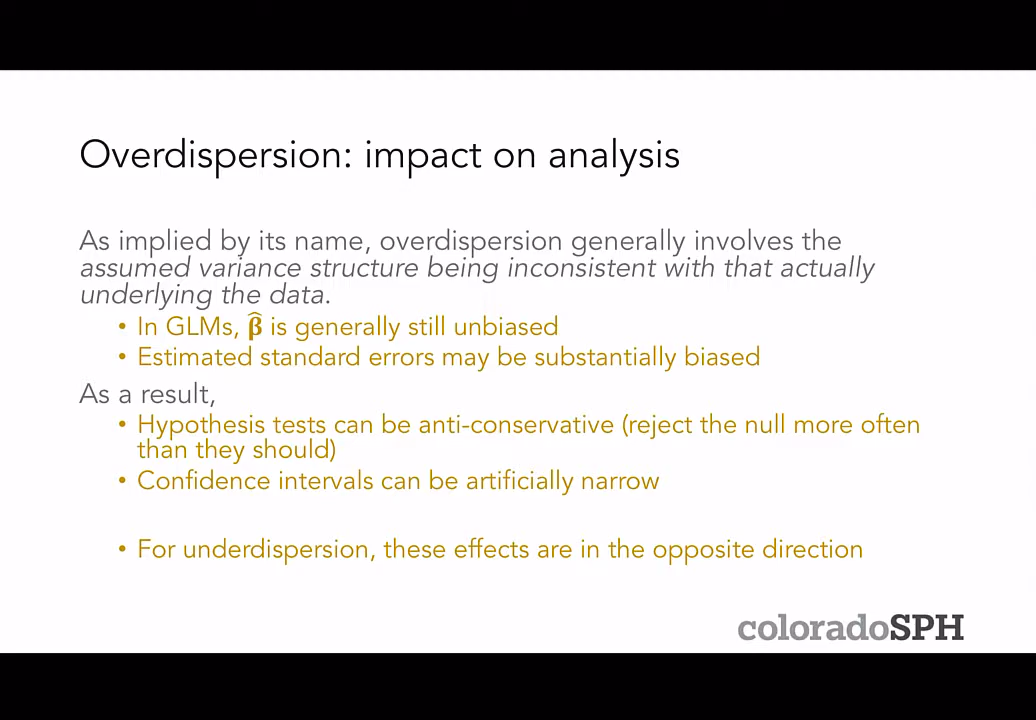 Overdispersion: impact on analysis
As implied by its name, overdispersion generally involves the
assumed variance structure being inconsistent with that actually
underlying the data.
• In GLMs, β̂ is generally still unbiased
• Estimated standard errors may be substantially biased
As a result,
• Hypothesis tests can be anti-conservative (reject the null more often
than they should)
• Confidence intervals can be artificially narrow
• For underdispersion, these effects are in the opposite direction
coloradoSPH